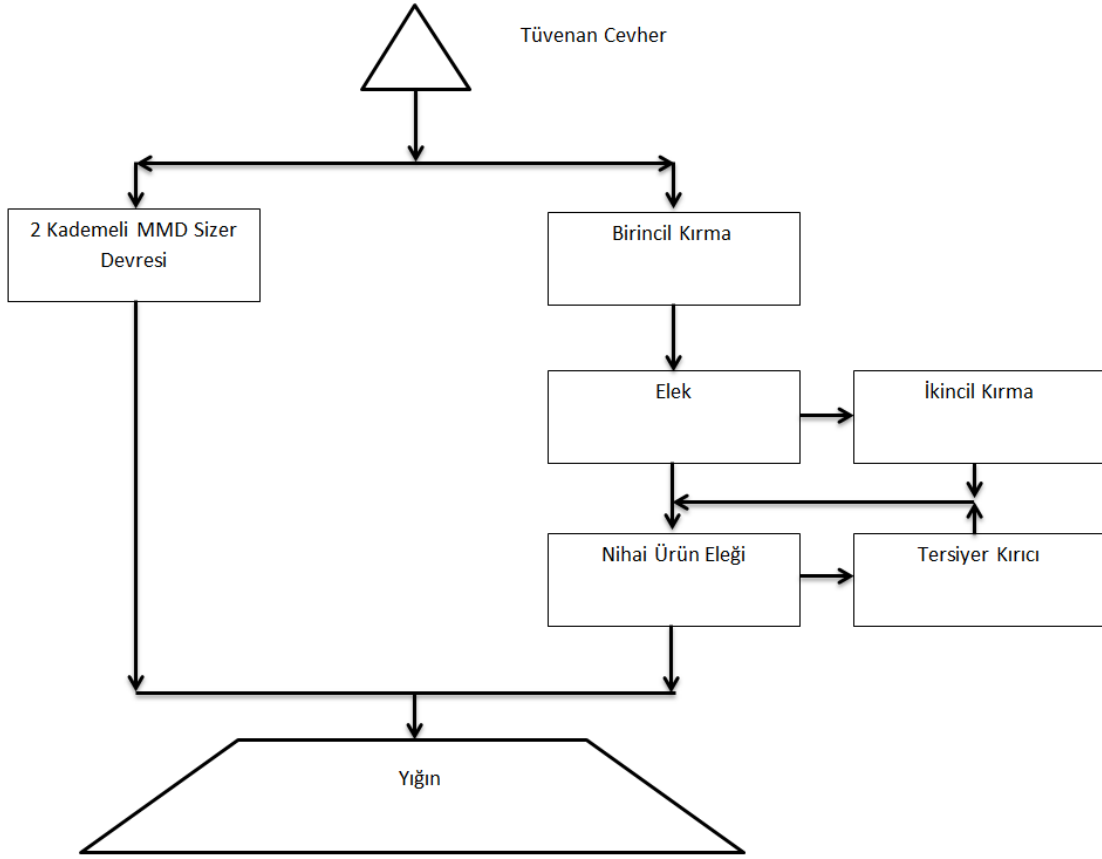 Tüvenan Cevher
2 Kademeli MMD Sizer
Devresi
Birincil Kırma
Elek
İkincil Kırma
Nihai Ürün Eleği
Tersiyer Kırıcı
Yığın